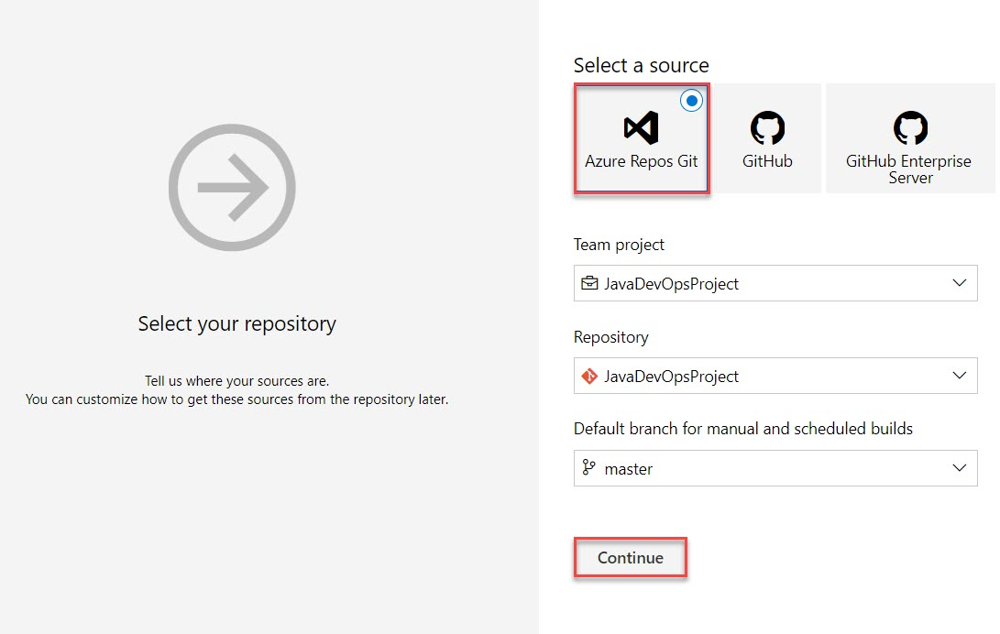 Select your repository
Tell us where your sources are.
You can customize how to get these sources from the repository later.
Select a source
Azure Repos Git
GitHub
GitHub Enterprise
Server
Team project
JavaDevOpsProject
Repository
JavaDevOpsProject
Default branch for manual and scheduled builds
master
Continue